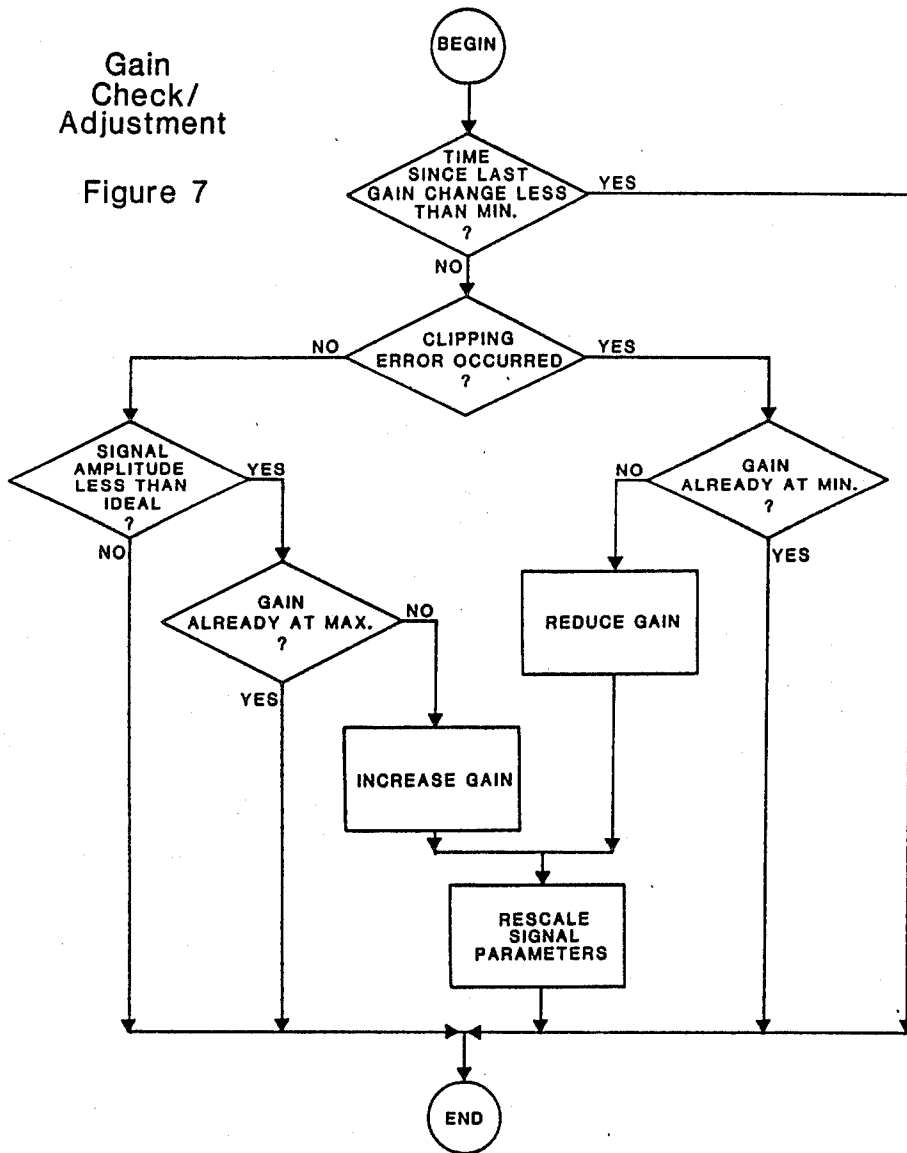 Gain
Check/
Adjustment
Figure 7
BEGIN
TIME
SINCE LAST
GAIN CHANGE LESS
THAN MIN.
?
YES
NO
CLIPPING
ERROR OCCURRED
?
NO
YES
SIGNAL
AMPLITUDE
LESS THAN
IDEAL
?
YES
NO
GAIN
ALREADY AT MIN.
?
NO
YES
GAIN
ALREADY AT MAX.
?
NO
YES
REDUCE GAIN
INCREASE GAIN
RESCALE
SIGNAL
PARAMETERS
END